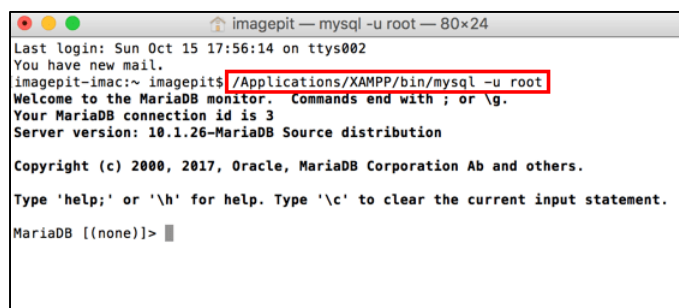 imagepit — mysql -u root — 80×24
Last login: Sun Oct 15 17:56:14 on ttys002
You have new mail.
[imagepit-imac:~ imagepit$ /Applications/XAMPP/bin/mysql -u root
Welcome to the MariaDB monitor.  Commands end with ; or \g.
Your MariaDB connection id is 3
Server version: 10.1.26-MariaDB Source distribution
Copyright (c) 2000, 2017, Oracle, MariaDB Corporation Ab and others.
Type 'help;' or '\h' for help. Type '\c' to clear the current input statement.
MariaDB [(none)]>